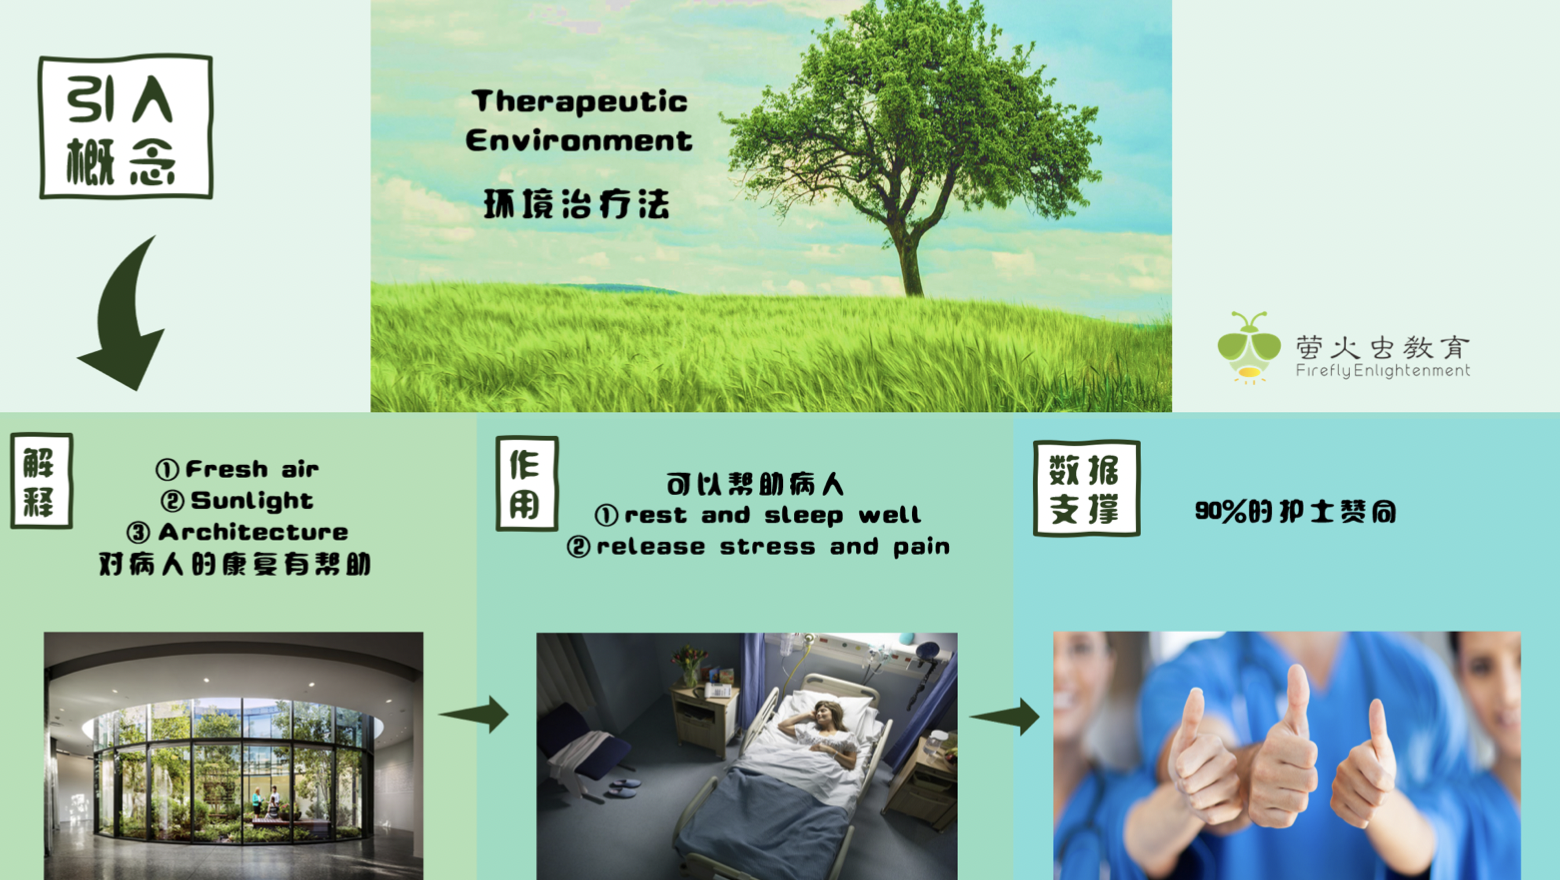 引入
概念
Therapeutic
Environment
环境治疗法
萤火虫教育
FireflyEnlightenment
解
释
①Fresh air
②Sunlight
③Architecture
对病人的康复有帮助
作
用
可以帮助病人
①rest and sleep well
②release stress and pain
数据
支撑
90%的护士赞同